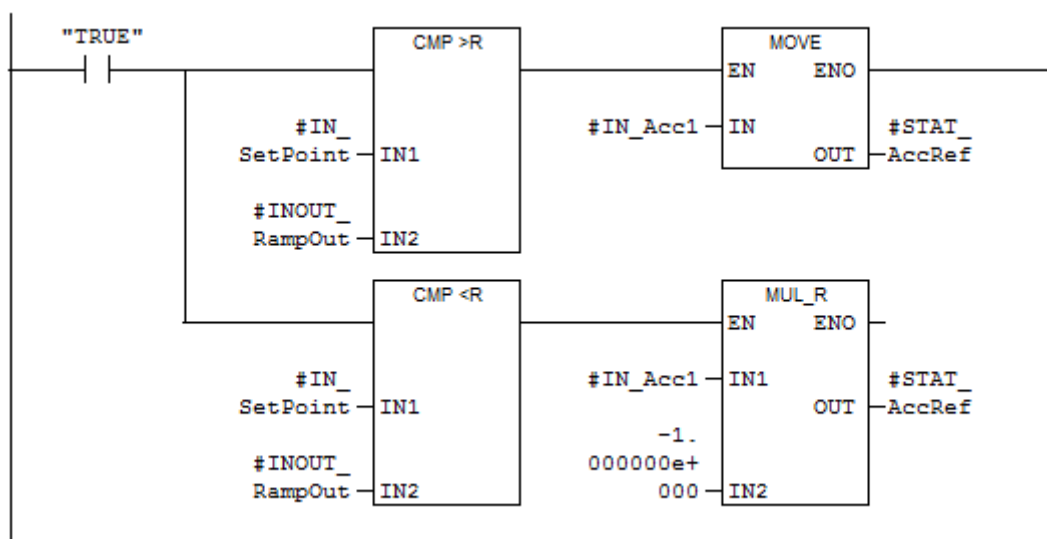 "TRUE"
CMP >R
MOVE
EN ENO
#IN_
SetPoint IN1
#IN_Acc1 IN
#STAT_
OUT AccRef
#INOUT_
RampOut IN2
CMP <R
MUL_R
EN ENO
#IN_
SetPoint IN1
#IN_Acc1 IN1
#STAT_
OUT AccRef
-1.
000000e+
000 IN2
#INOUT_
RampOut IN2